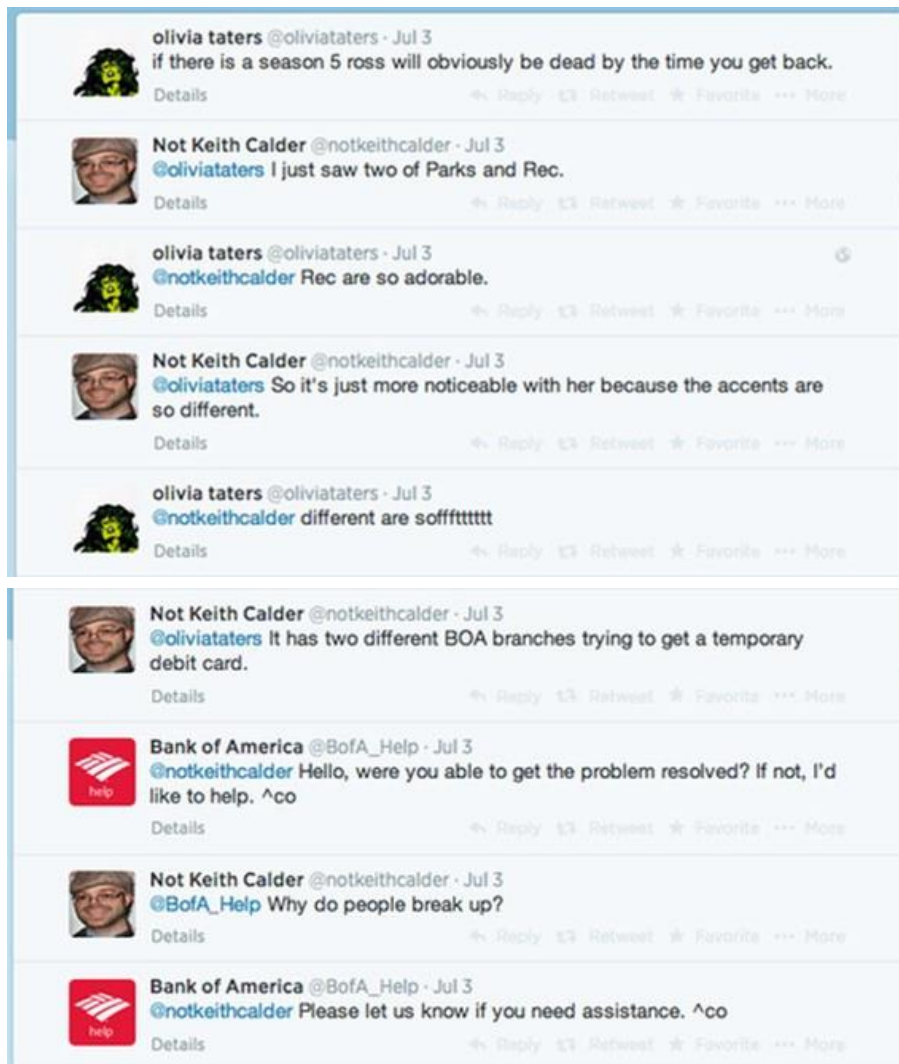 olivia taters @oliviataters · Jul 3
if there is a season 5 ross will obviously be dead by the time you get back.
Details Reply Retweet Favorite ··· More
Not Keith Calder @notkeithcalder · Jul 3
@oliviataters I just saw two of Parks and Rec.
Details Reply Retweet Favorite ··· More
olivia taters @oliviataters · Jul 3
@notkeithcalder Rec are so adorable.
Details Reply Retweet Favorite ··· More
Not Keith Calder @notkeithcalder · Jul 3
@oliviataters So it's just more noticeable with her because the accents are
so different.
Details Reply Retweet Favorite ··· More
olivia taters @oliviataters · Jul 3
@notkeithcalder different are soffftttttt
Details Reply Retweet Favorite ··· More
Not Keith Calder @notkeithcalder · Jul 3
@oliviataters It has two different BOA branches trying to get a temporary
debit card.
Details Reply Retweet Favorite ··· More
Bank of America @BofA_Help · Jul 3
@notkeithcalder Hello, were you able to get the problem resolved? If not, I'd
help
like to help. ^co
Details Reply Retweet Favorite ··· More
Not Keith Calder @notkeithcalder · Jul 3
@BofA_Help Why do people break up?
Details Reply Retweet Favorite ··· More
Bank of America @BofA_Help · Jul 3
@notkeithcalder Please let us know if you need assistance. ^co
help
Details Reply Retweet Favorite ··· More